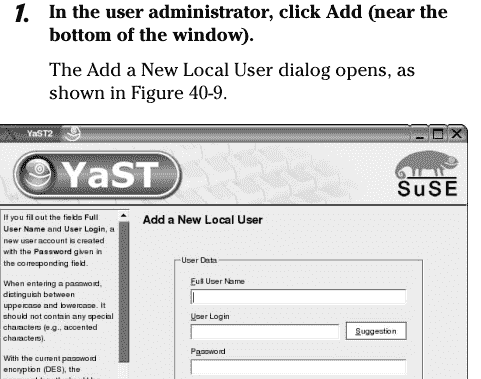 1. In the user administrator, click Add (near the
bottom of the window).
The Add a New Local User dialog opens, as
shown in Figure 40-9.
YaST2
YaST
SuSE
If you fill out the fields Full
User Name and User Login, a
new user account is created
with the Password given in
the corresponding field.
When entering a password,
distinguish between
uppercase and lowercase. It
should not contain any special
characters (e.g., accented
characters).
With the current password
encryption (DES), the
Add a New Local User
User Data
Full User Name
User Login
Suggestion
Password